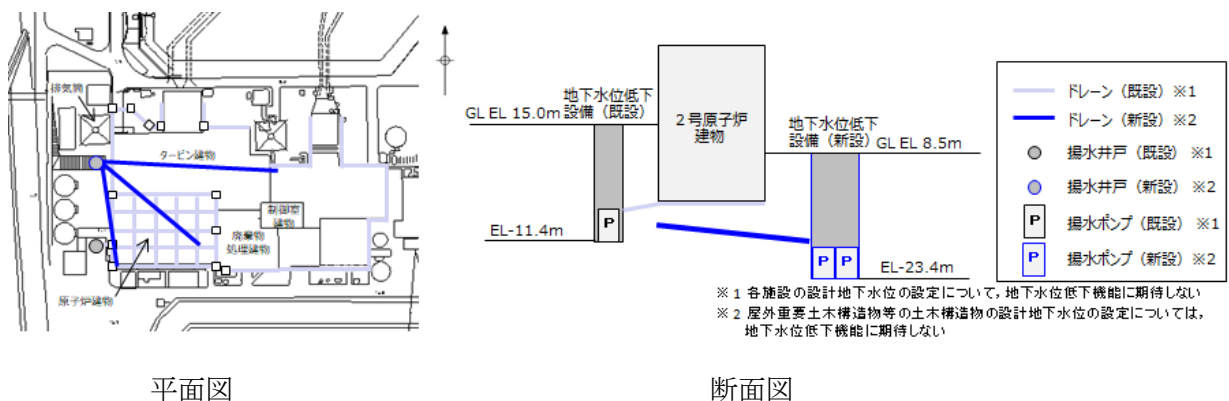 排気筒
タービン建物
制御室
建物
廃棄物
処理建物
原子炉建物
平面図
地下水位低下
設備（既設）
GL EL 15.0m
2号原子炉
建物
地下水位低下
設備（新設）
GL EL 8.5m
P
EL-11.4m
P P
EL-23.4m
ドレーン（既設）※1
ドレーン（新設）※2
揚水井戸（既設）※1
揚水井戸（新設）※2
P 揚水ポンプ（既設）※1
P 揚水ポンプ（新設）※2
※1 各施設の設計地下水位の設定について，地下水位低下機能に期待しない
※2 屋外重要土木構造物等の土木構造物の設計地下水位の設定については，
地下水位低下機能に期待しない
断面図